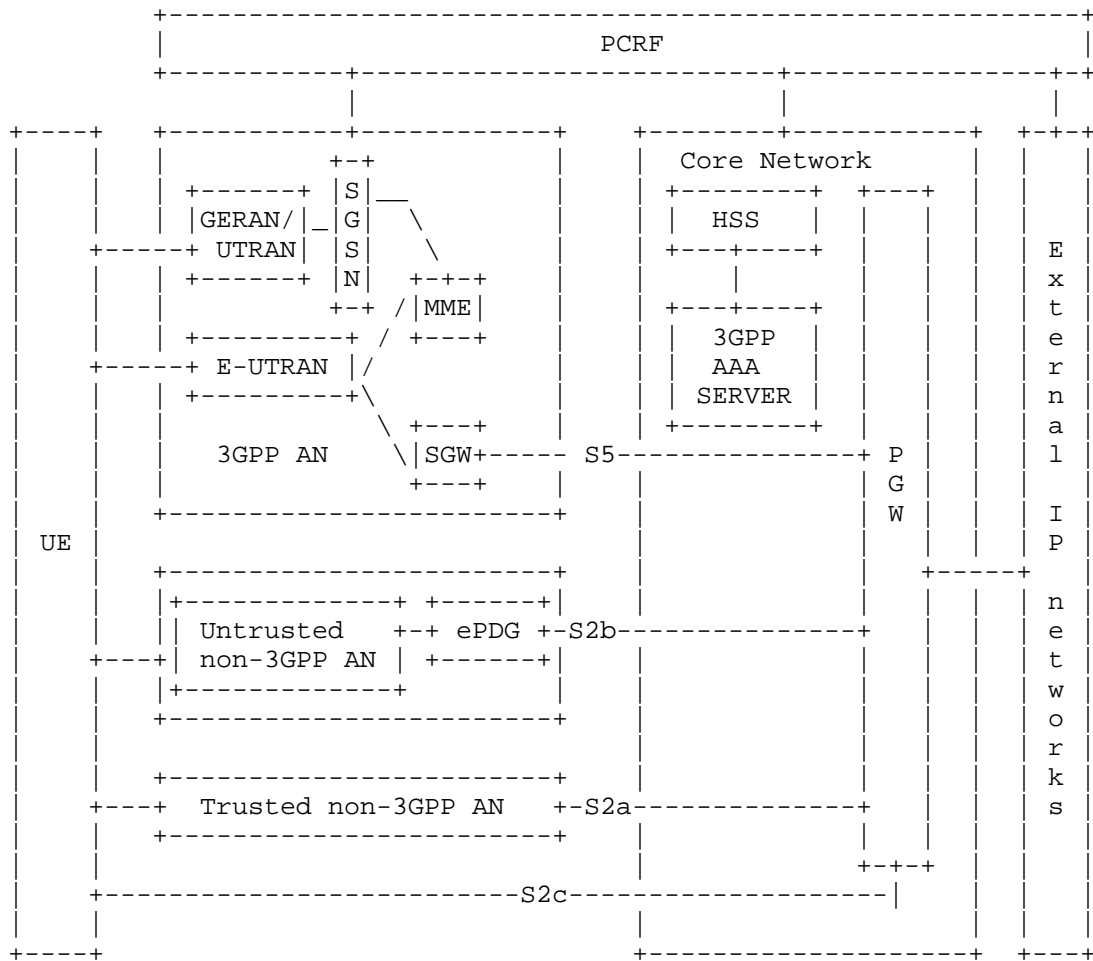 PCRF
Core Network
S
GERAN/ G HSS
UTRAN S
N MME
3GPP
E-UTRAN AAA
SERVER
3GPP AN SGW S5 P
G
W
UE
Untrusted ePDG S2b
non-3GPP AN
Trusted non-3GPP AN S2a
S2c
External IP networks